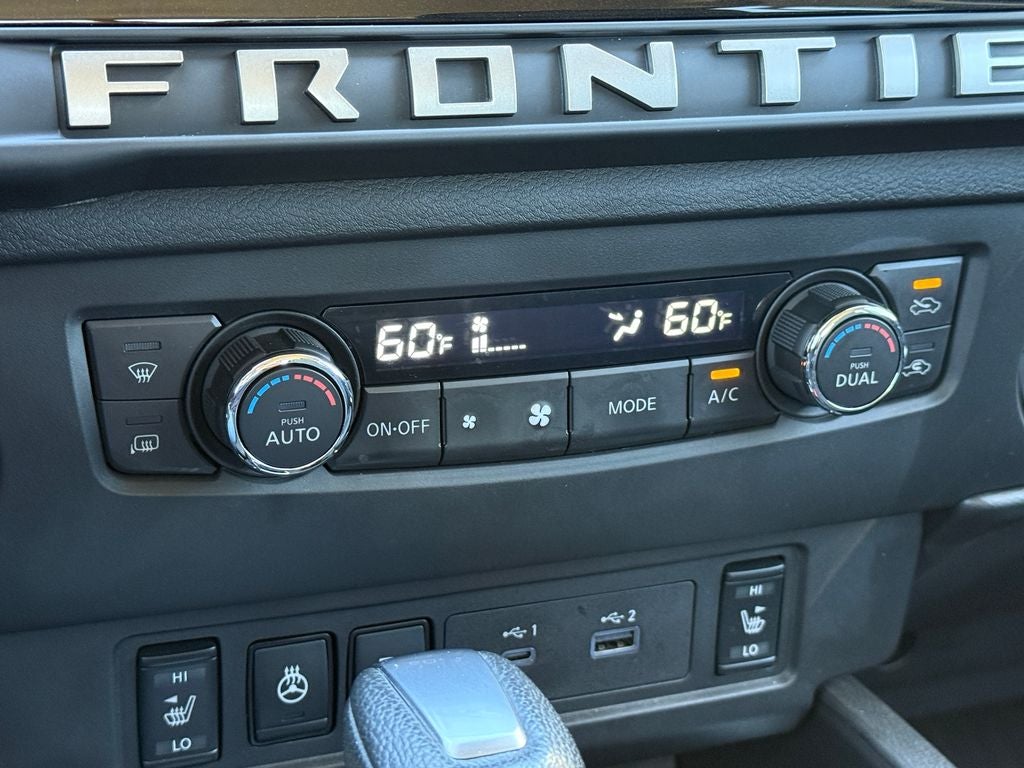 FRONTIE
60°F 60°F
PUSH
AUTO
ON·OFF
MODE
A/C
PUSH
DUAL
1
2
HI
LO
HI
LO